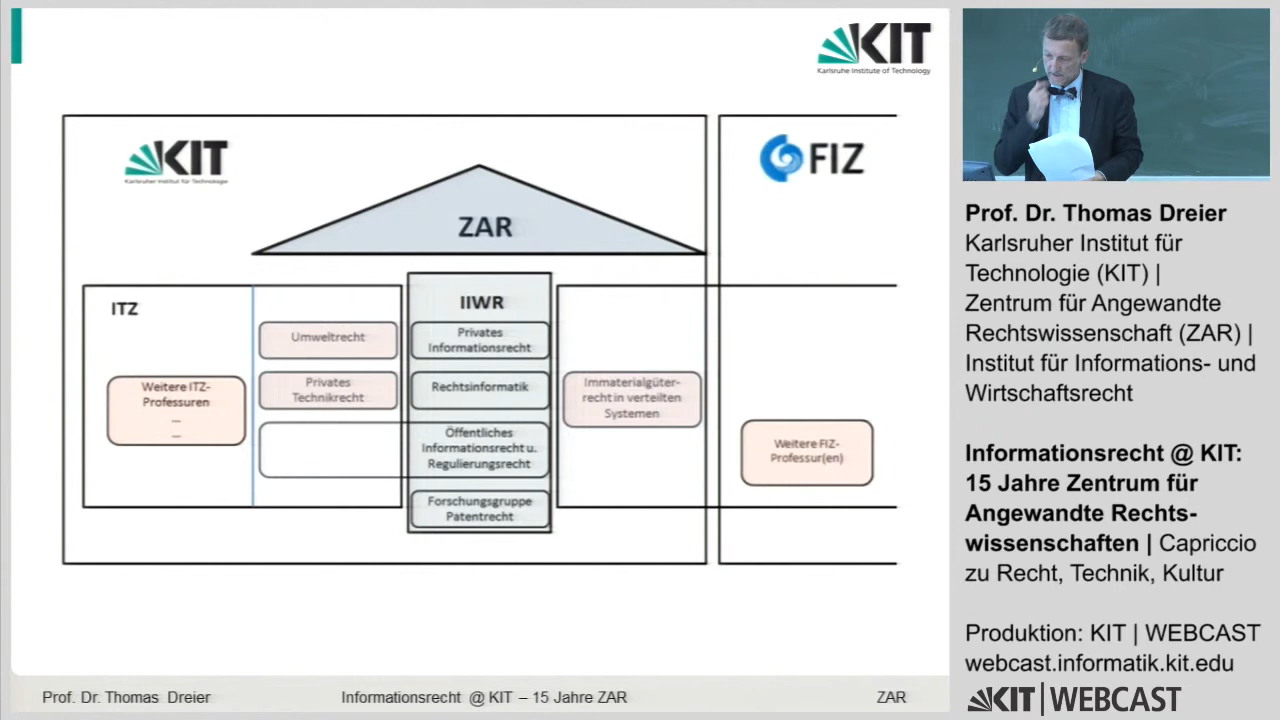 KIT
Karlsruhe Institute of Technology
KIT
Karlsruher Institut für Technologie
FIZ
ZAR
ITZ
IIWR
Umweltrecht
Privates
Informationsrecht
Weitere ITZ-
Professuren
...
...
Privates
Technikrecht
Rechtsinformatik
Immaterialgüter-
recht in verteilten
Systemen
Öffentliches
Informationsrecht u.
Regulierungsrecht
Weitere FIZ-
Professur(en)
Forschungsgruppe
Patentrecht
Prof. Dr. Thomas Dreier
Informationsrecht @ KIT – 15 Jahre ZAR
ZAR
Prof. Dr. Thomas Dreier
Karlsruher Institut für
Technologie (KIT) |
Zentrum für Angewandte
Rechtswissenschaft (ZAR) |
Institut für Informations- und
Wirtschaftsrecht
Informationsrecht @ KIT:
15 Jahre Zentrum für
Angewandte Rechts-
wissenschaften | Capriccio
zu Recht, Technik, Kultur
Produktion: KIT | WEBCAST
webcast.informatik.kit.edu
KIT | WEBCAST